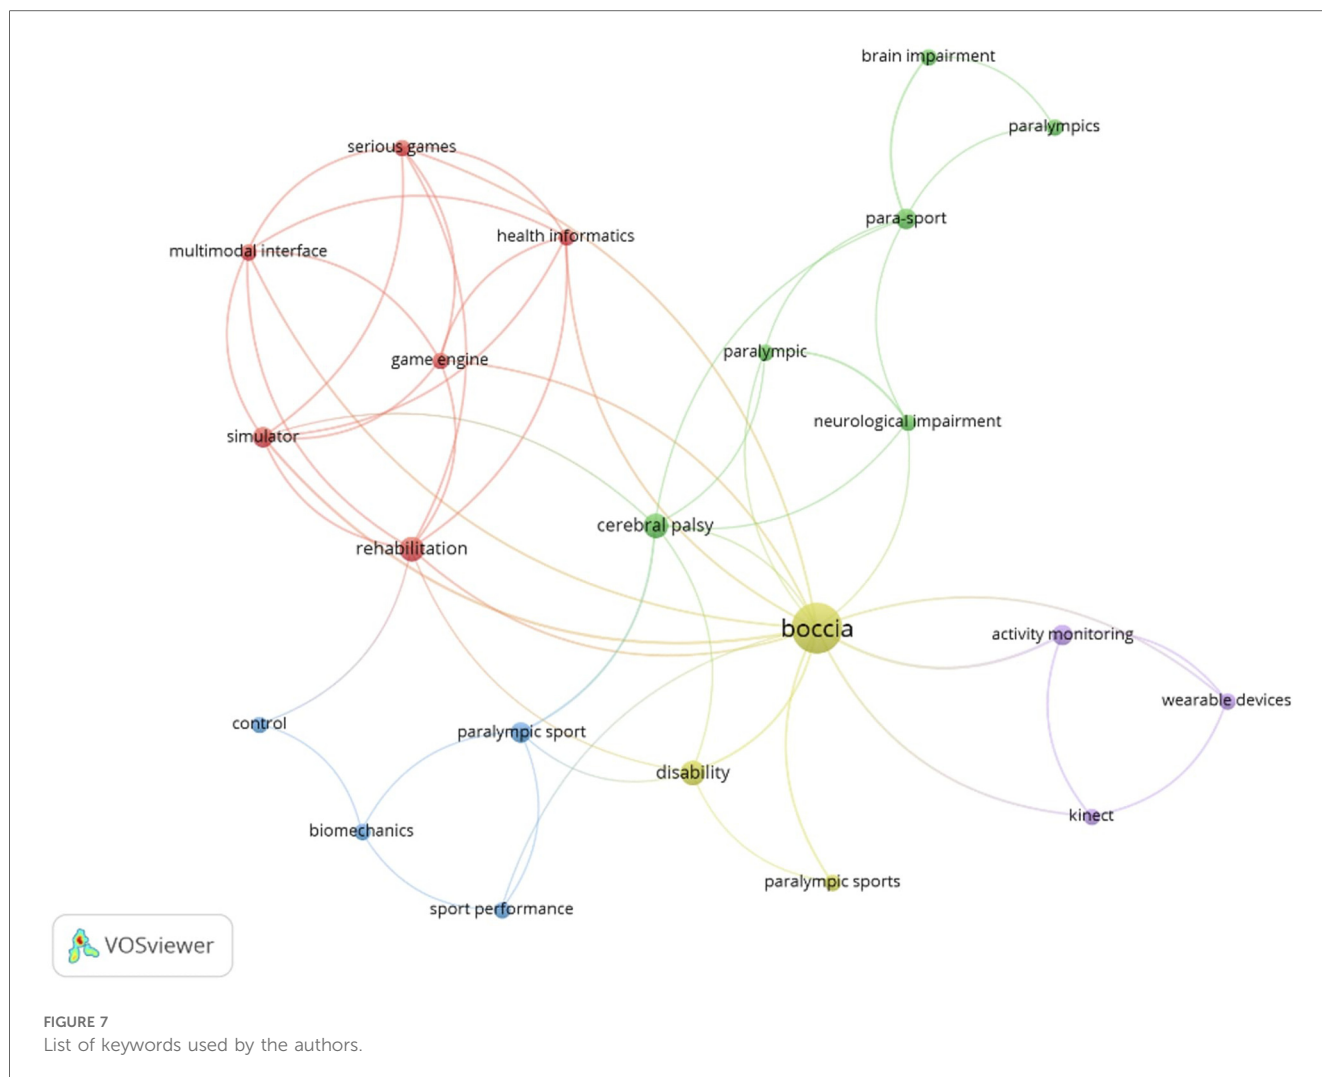 brain impairment
paralympics
serious games
para-sport
health informatics
multimodal interface
paralympic
game engine
neurological impairment
simulator
cerebral palsy
rehabilitation
boccia
activity monitoring
wearable devices
control
paralympic sport
disability
kinect
biomechanics
paralympic sports
sport performance
VOSviewer
FIGURE 7
List of keywords used by the authors.